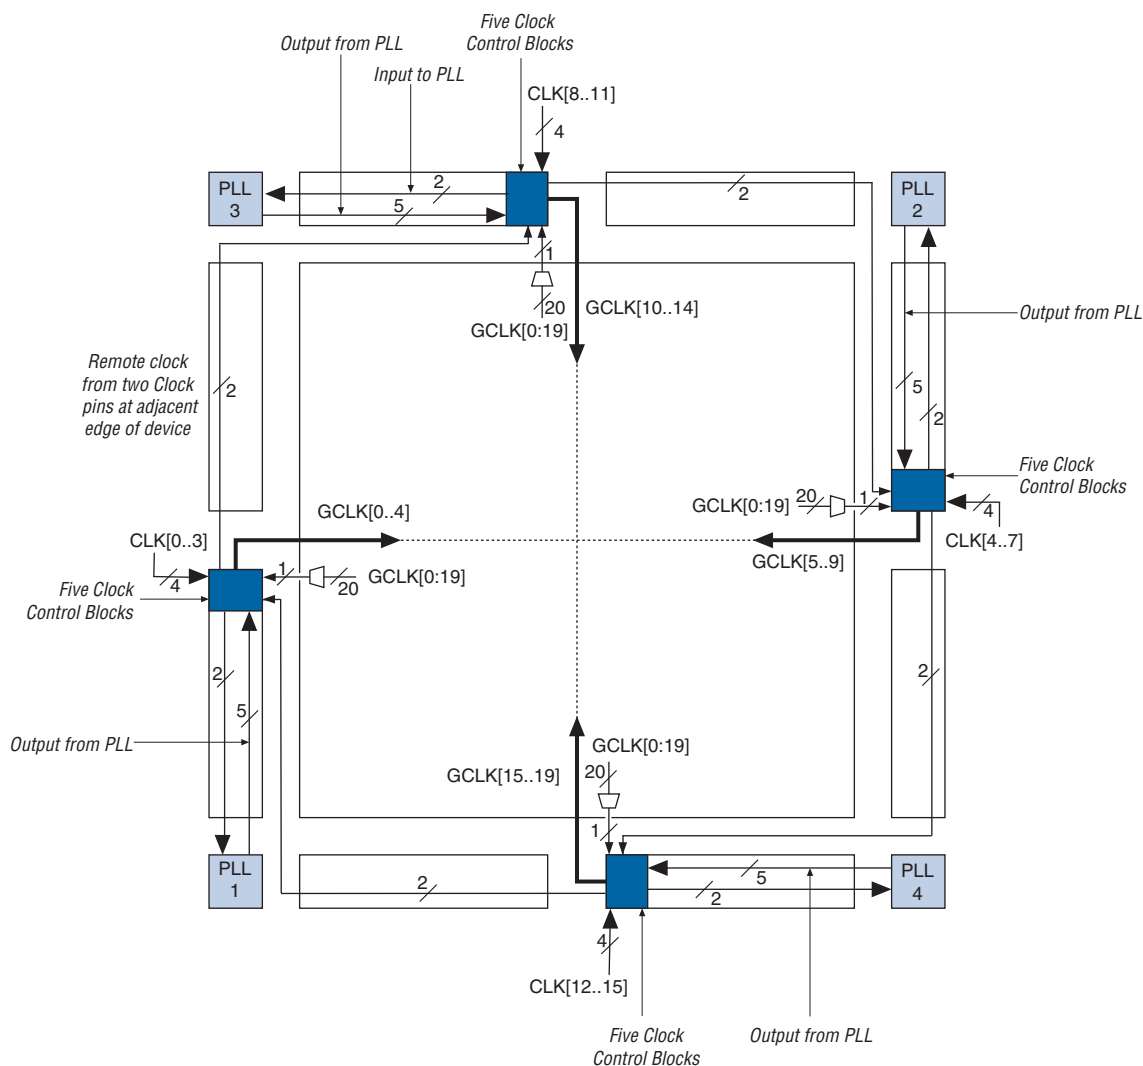 Five Clock
Control Blocks
Output from PLL
Input to PLL
CLK[8..11]
4
PLL
3
2
5
2
PLL
2
1
20
GCLK[0:19]
GCLK[10..14]
Output from PLL
Remote clock
from two Clock
pins at adjacent
edge of device
2
5
2
Five Clock
Control Blocks
GCLK[0:19]
20
1
4
CLK[4..7]
GCLK[0..4]
GCLK[5..9]
CLK[0..3]
4
1
20
GCLK[0:19]
Five Clock
Control Blocks
2
2
5
Output from PLL
GCLK[0:19]
GCLK[15..19]
20
1
PLL
1
2
5
2
PLL
4
4
CLK[12..15]
Five Clock
Control Blocks
Output from PLL